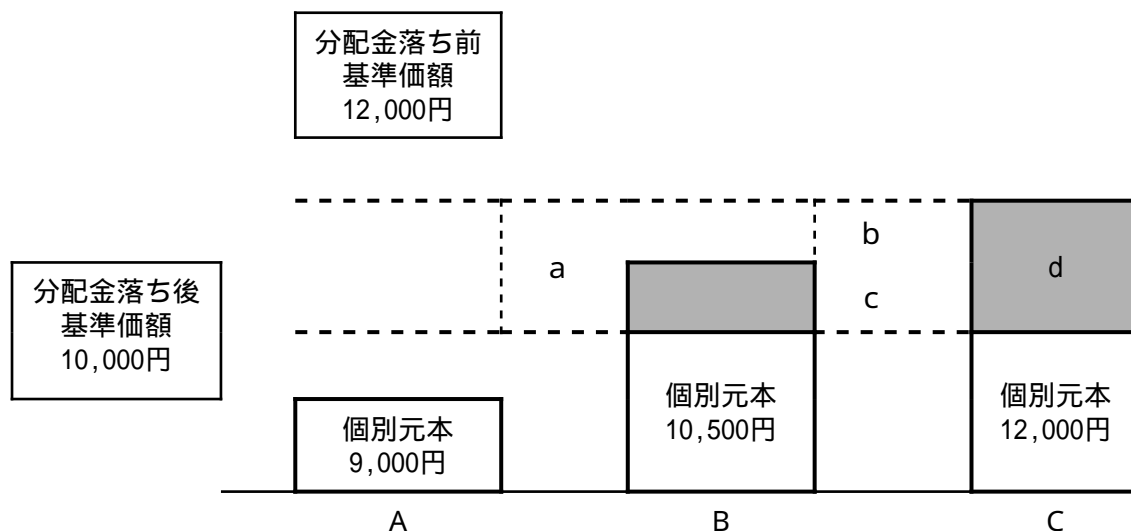 分配金落ち前
基準価額
12,000円
分配金落ち後
基準価額
10,000円
a
b
c
d
個別元本
9,000円
個別元本
10,500円
個別元本
12,000円
A
B
C